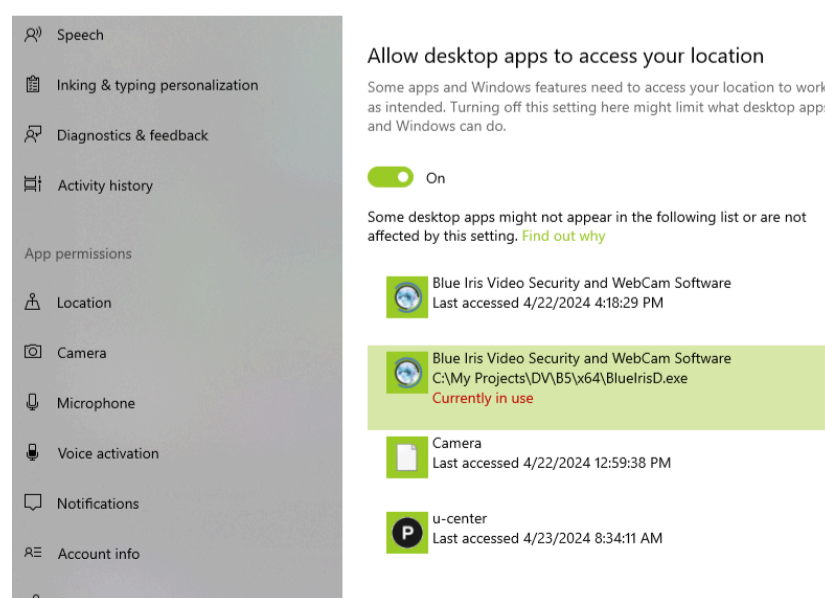 Speech
Inking & typing personalization
Diagnostics & feedback
Activity history
App permissions
Location
Camera
Microphone
Voice activation
Notifications
Account info
Allow desktop apps to access your location
Some apps and Windows features need to access your location to work
as intended. Turning off this setting here might limit what desktop apps
and Windows can do.
On
Some desktop apps might not appear in the following list or are not
affected by this setting. Find out why
Blue Iris Video Security and WebCam Software
Last accessed 4/22/2024 4:18:29 PM
Blue Iris Video Security and WebCam Software
C:\My Projects\DV\B5\x64\BlueIrisD.exe
Currently in use
Camera
Last accessed 4/22/2024 12:59:38 PM
P
u-center
Last accessed 4/23/2024 8:34:11 AM